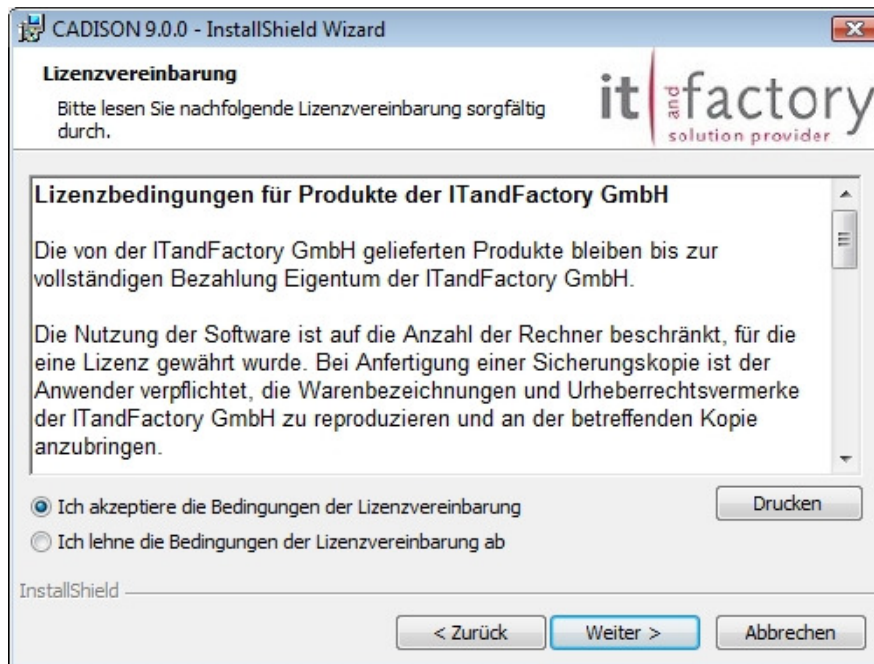 CADISON 9.0.0 - InstallShield Wizard
Lizenzvereinbarung
Bitte lesen Sie nachfolgende Lizenzvereinbarung sorgfältig
durch.
it and factory
solution provider
Lizenzbedingungen für Produkte der ITandFactory GmbH
Die von der ITandFactory GmbH gelieferten Produkte bleiben bis zur
vollständigen Bezahlung Eigentum der ITandFactory GmbH.
Die Nutzung der Software ist auf die Anzahl der Rechner beschränkt, für die
eine Lizenz gewährt wurde. Bei Anfertigung einer Sicherungskopie ist der
Anwender verpflichtet, die Warenbezeichnungen und Urheberrechtsvermerke
der ITandFactory GmbH zu reproduzieren und an der betreffenden Kopie
anzubringen.
Ich akzeptiere die Bedingungen der Lizenzvereinbarung
Drucken
Ich lehne die Bedingungen der Lizenzvereinbarung ab
InstallShield
< Zurück Weiter > Abbrechen